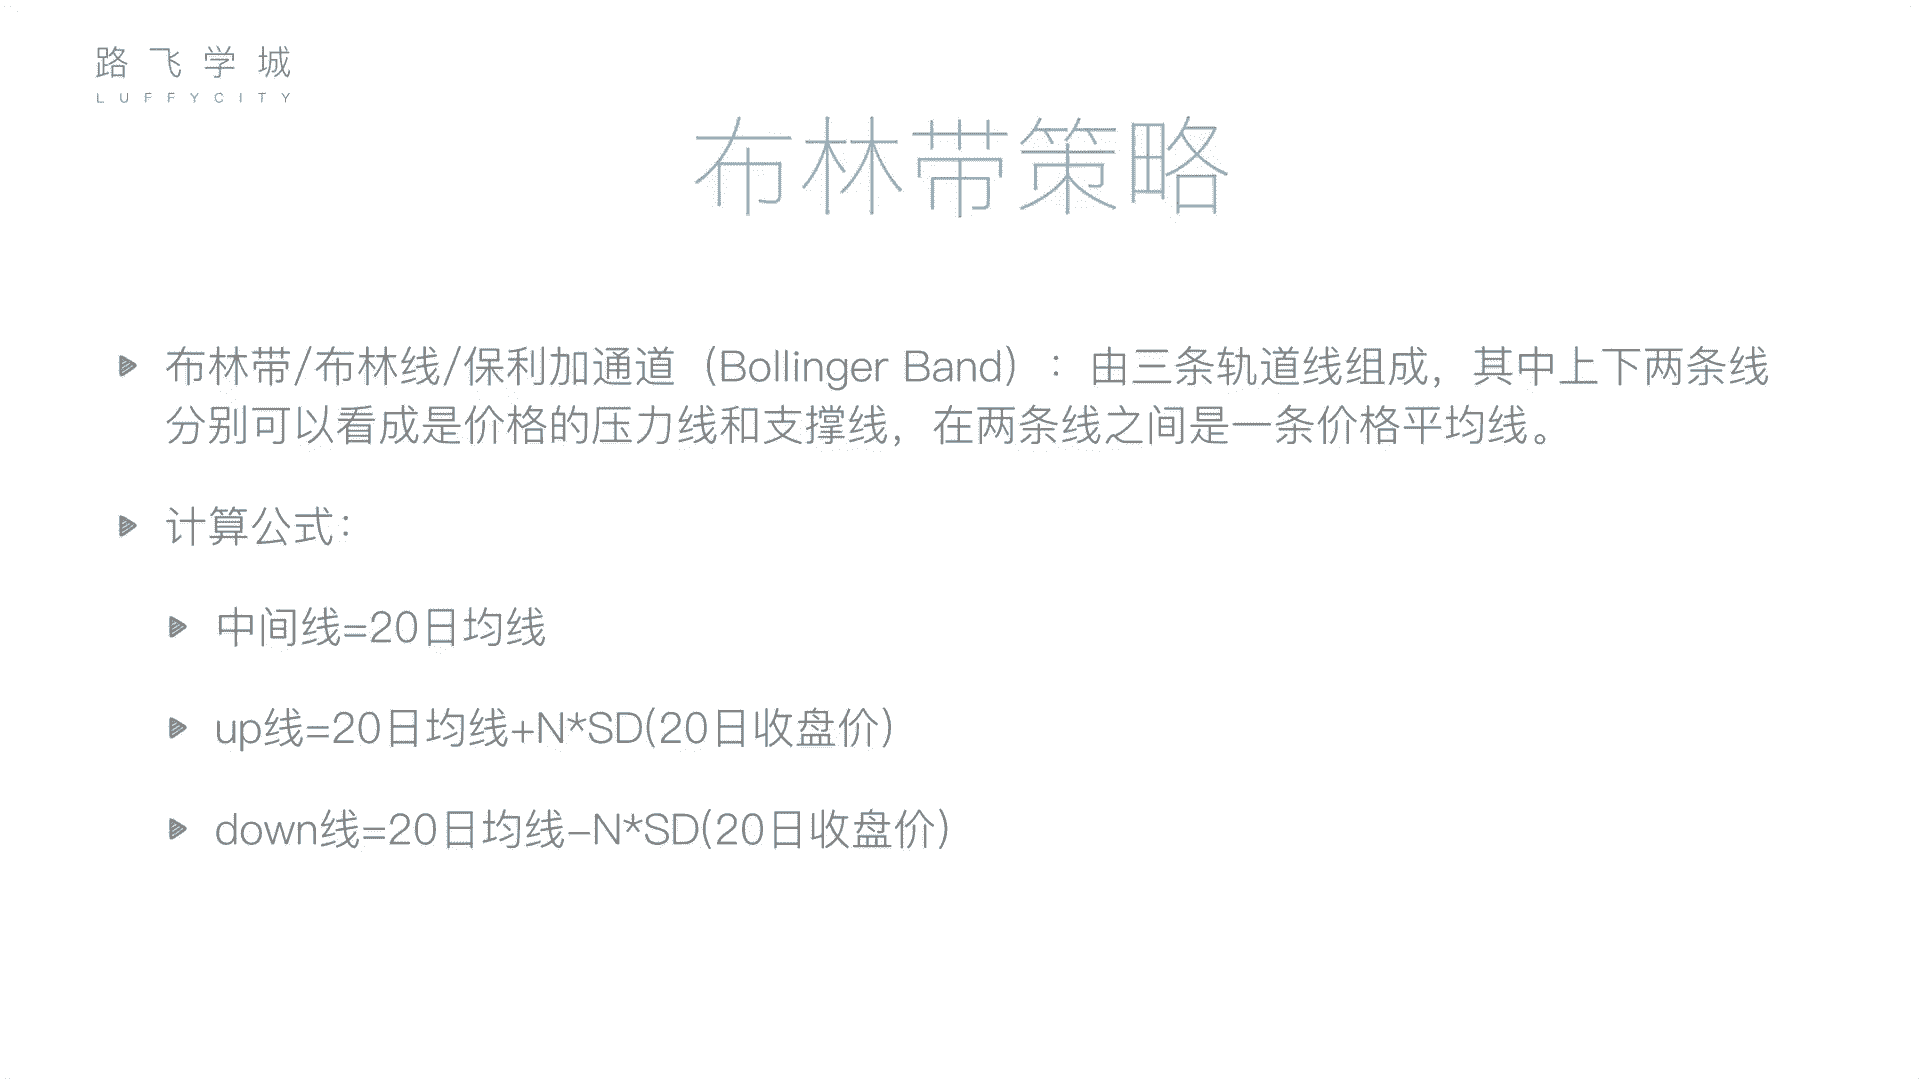 路飞学城
LUFFYCITY
布林带策略
布林带/布林线/保利加通道（Bollinger Band）：由三条轨道线组成，其中上下两条线
分别可以看成是价格的压力线和支撑线，在两条线之间是一条价格平均线。
计算公式：
中间线=20日均线
up线=20日均线+N*SD(20日收盘价)
down线=20日均线–N*SD(20日收盘价)